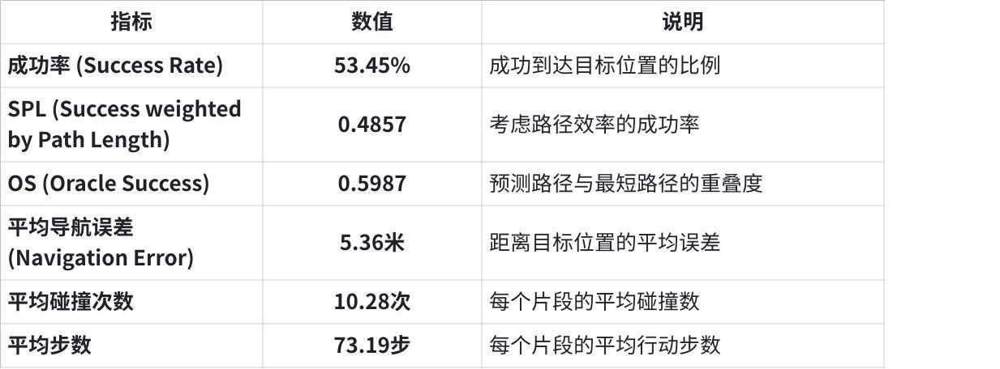 指标 数值 说明
成功率 (Success Rate) 53.45% 成功到达目标位置的比例
SPL (Success weighted
by Path Length) 0.4857 考虑路径效率的成功率
OS (Oracle Success) 0.5987 预测路径与最短路径的重叠度
平均导航误差
(Navigation Error) 5.36米 距离目标位置的平均误差
平均碰撞次数 10.28次 每个片段的平均碰撞数
平均步数 73.19步 每个片段的平均行动步数